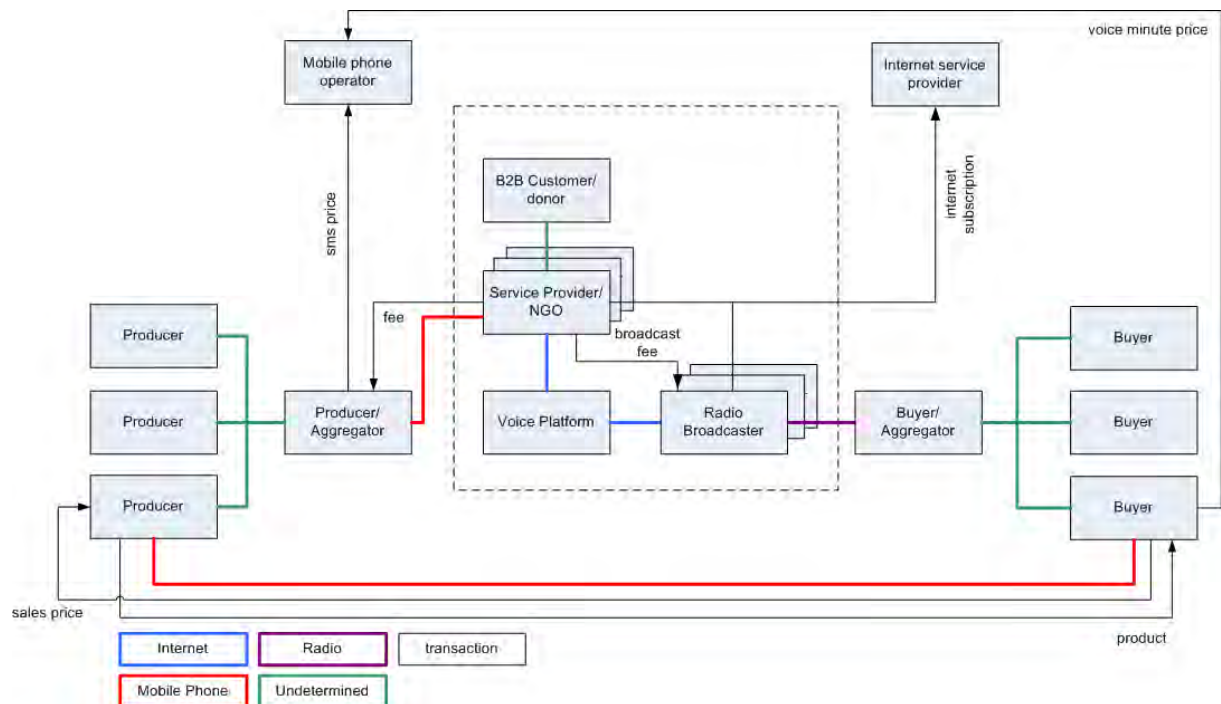 voice minute price
Mobile phone
operator
Internet service
provider
B2B Customer/
donor
sms price
internet
subscription
Service Provider/
NGO
fee
broadcast
fee
Producer
Buyer
Producer
Producer/
Aggregator
Voice Platform
Radio
Broadcaster
Buyer/
Aggregator
Buyer
Producer
Buyer
sales price
product
Internet
Radio
transaction
Mobile Phone
Undetermined